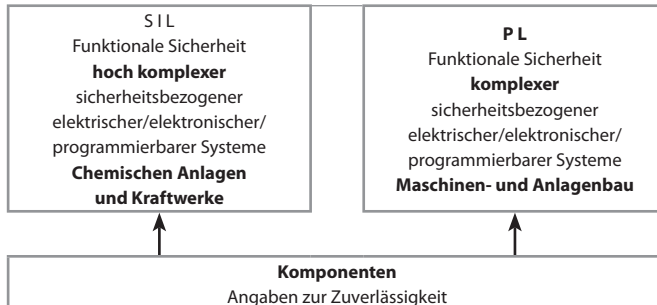 S I L
Funktionale Sicherheit
hoch komplexer
sicherheitsbezogener
elektrischer/elektronischer/
programmierbarer Systeme
Chemischen Anlagen
und Kraftwerke
P L
Funktionale Sicherheit
komplexer
sicherheitsbezogener
elektrischer/elektronischer/
programmierbarer Systeme
Maschinen- und Anlagenbau
Komponenten
Angaben zur Zuverlässigkeit